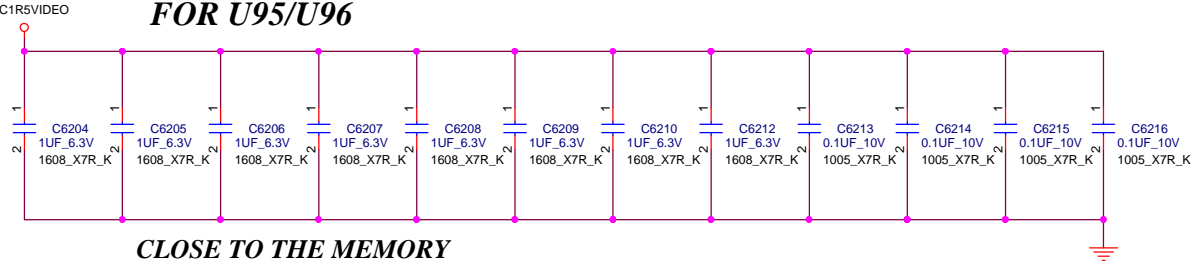 C1R5VIDEO
FOR U95/U96
1 1 1 1 1 1 1 1 1 1 1 1
C6204 C6205 C6206 C6207 C6208 C6209 C6210 C6212 C6213 C6214 C6215 C6216
1UF_6.3V 1UF_6.3V 1UF_6.3V 1UF_6.3V 1UF_6.3V 1UF_6.3V 1UF_6.3V 1UF_6.3V 0.1UF_10V 0.1UF_10V 0.1UF_10V 0.1UF_10V
2 2 2 2 2 2 2 2 2 2 2 2
1608_X7R_K 1608_X7R_K 1608_X7R_K 1608_X7R_K 1608_X7R_K 1608_X7R_K 1608_X7R_K 1608_X7R_K 1005_X7R_K 1005_X7R_K 1005_X7R_K 1005_X7R_K
CLOSE TO THE MEMORY